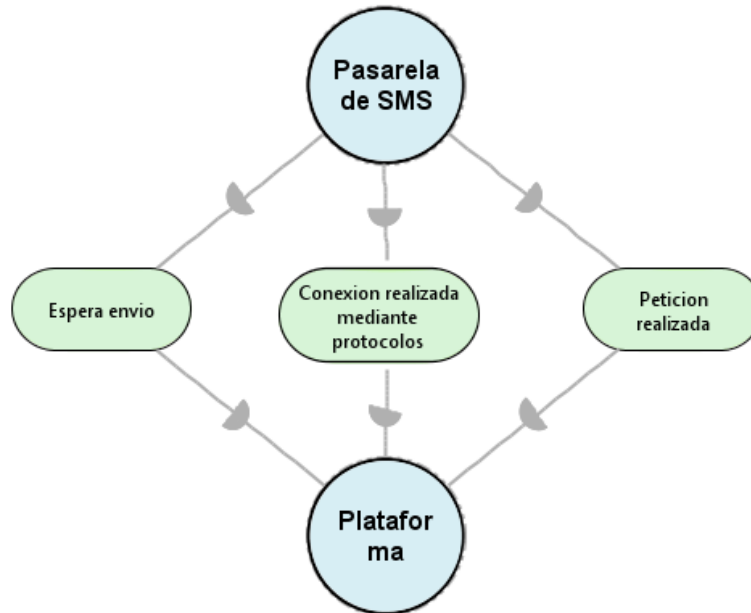 Pasarela
de SMS
Espera envio
Conexion realizada
mediante
protocolos
Peticion
realizada
Platafor
ma